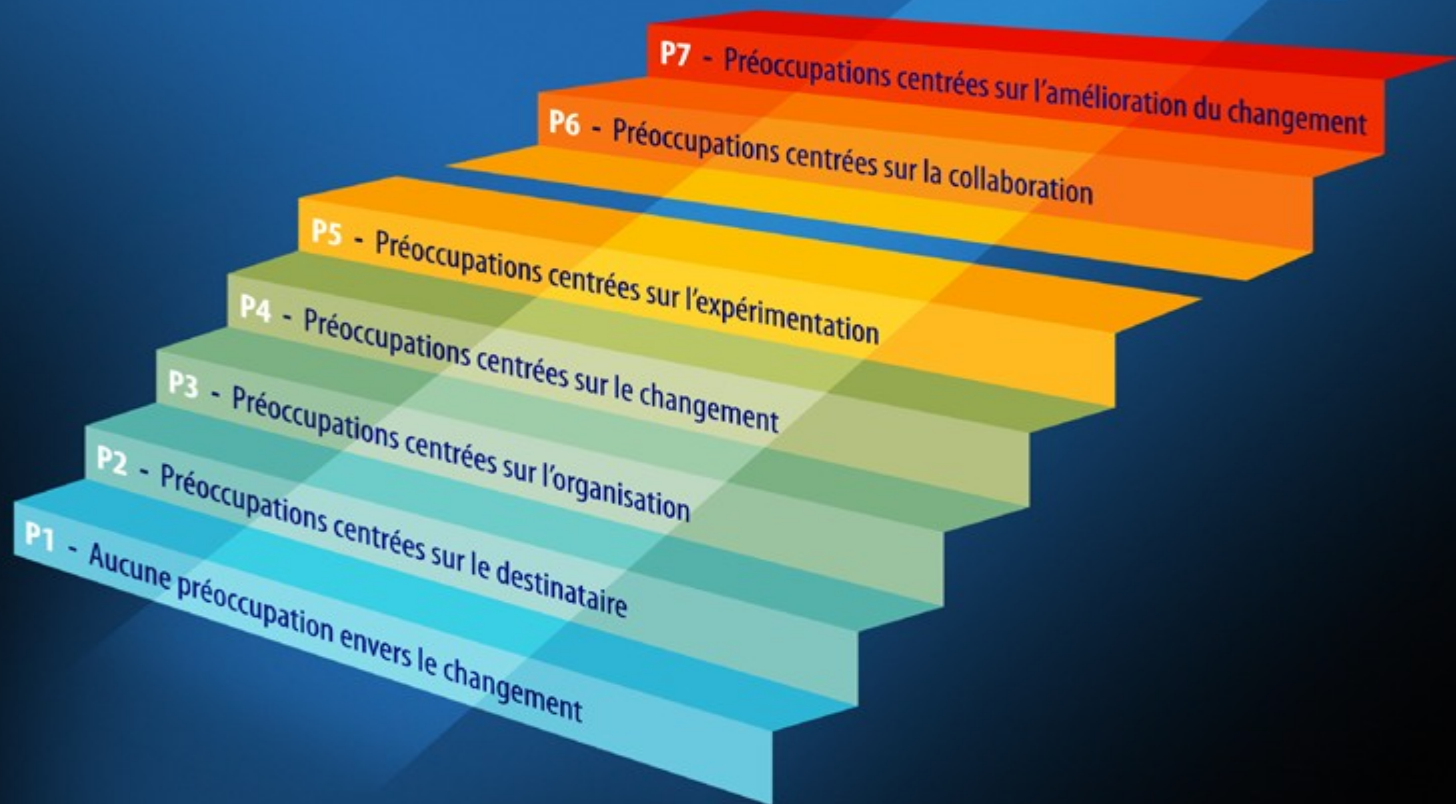 P7 - Préoccupations centrées sur l'amélioration du changement
P6 - Préoccupations centrées sur la collaboration
P5 - Préoccupations centrées sur l'expérimentation
P4 - Préoccupations centrées sur le changement
P3 - Préoccupations centrées sur l'organisation
P2 - Préoccupations centrées sur le destinataire
P1 - Aucune préoccupation envers le changement